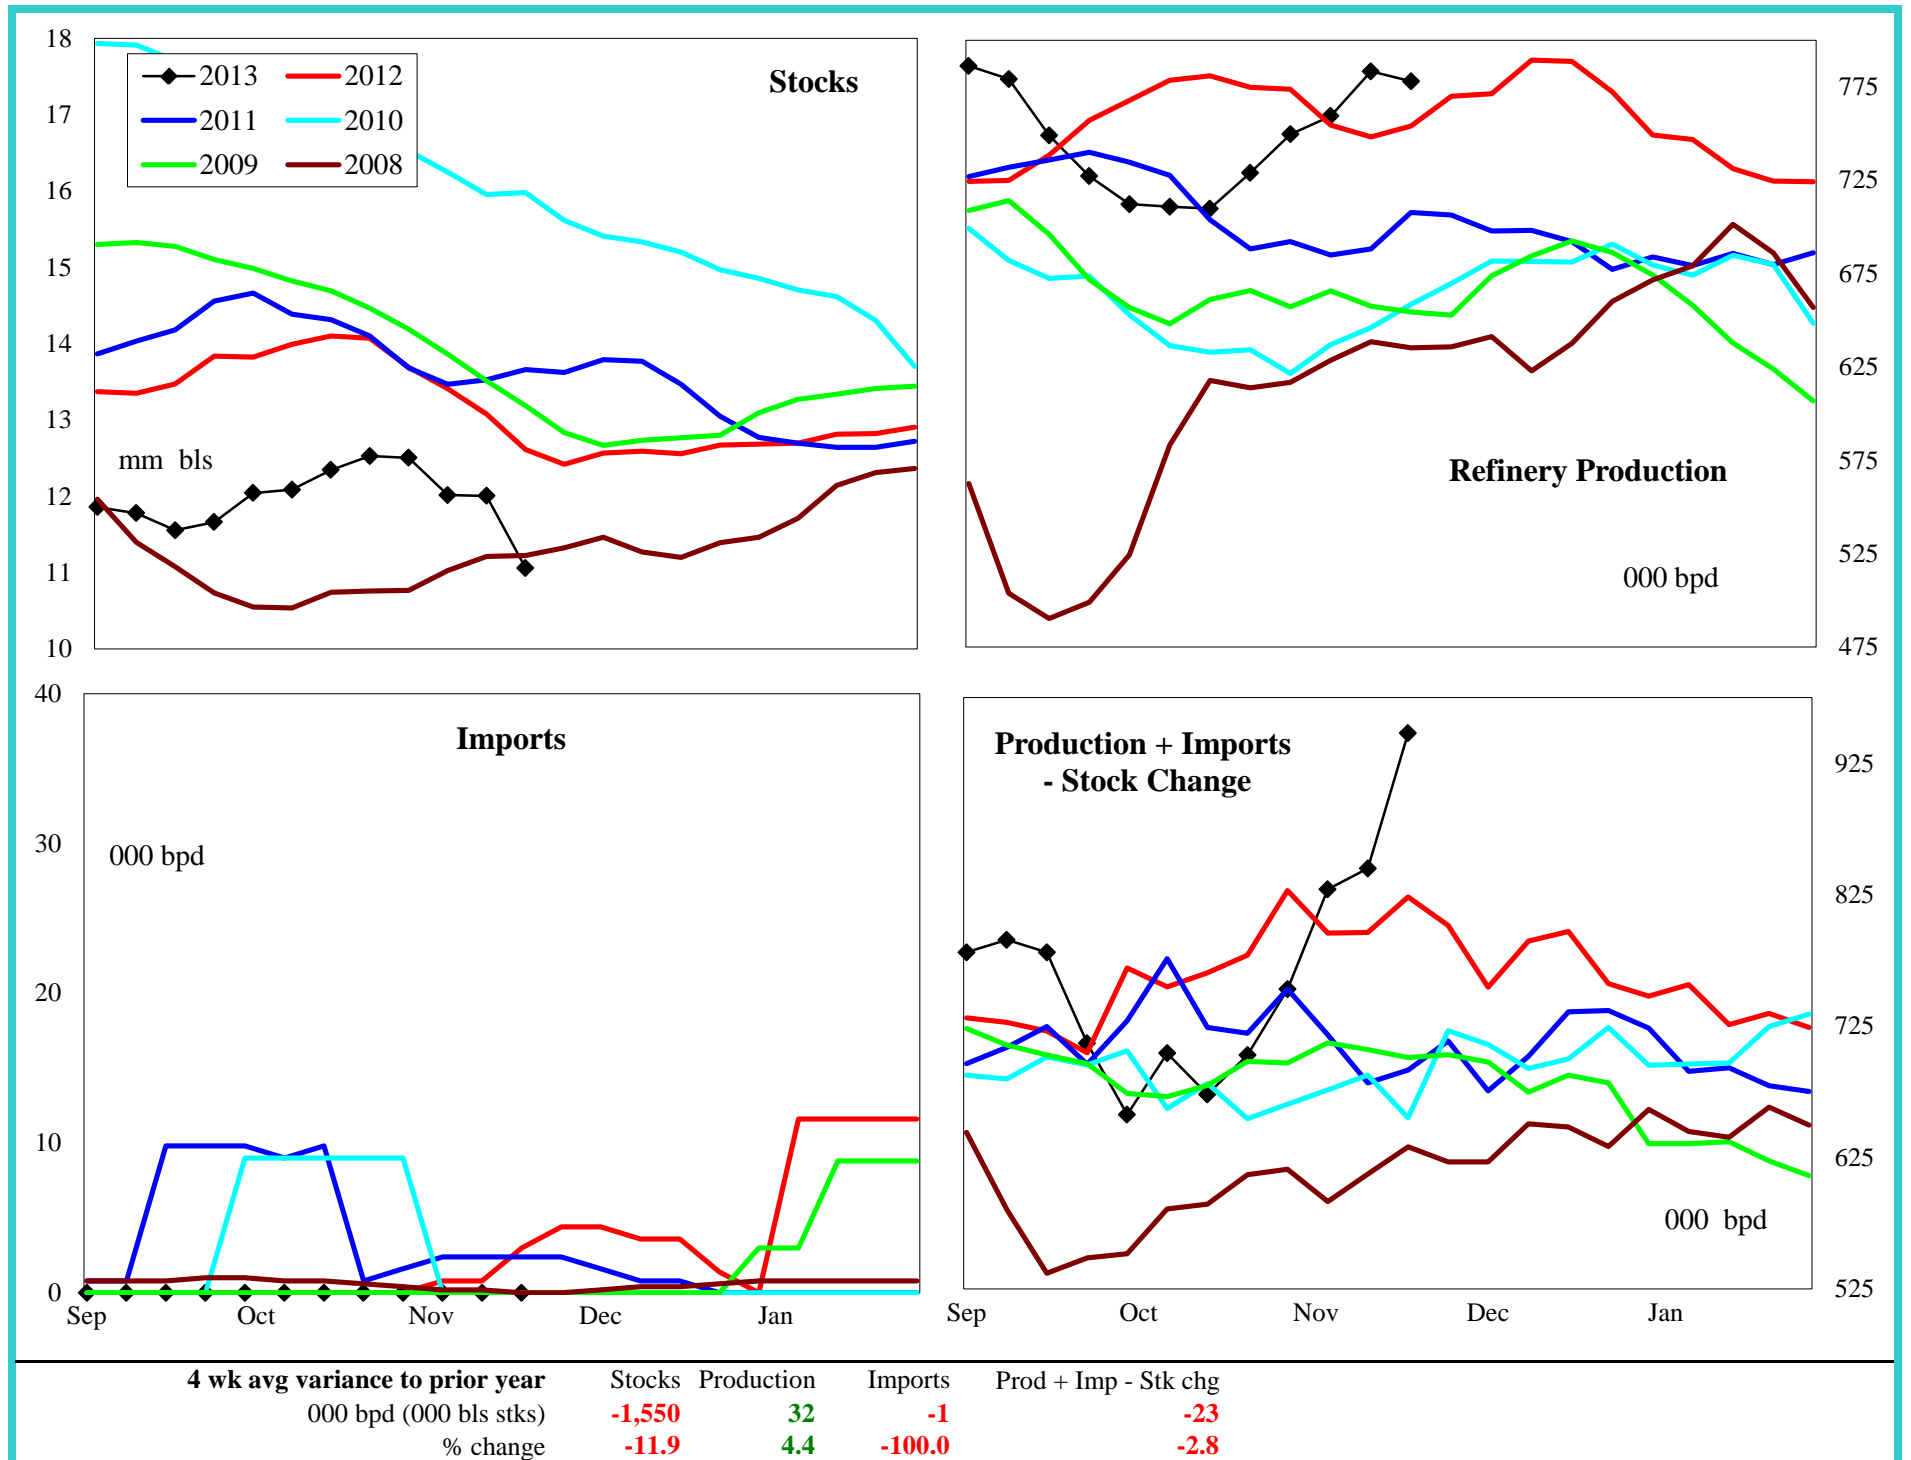 Stocks
18
17
16
15
14
13
12
11
10
2013 2012
2011 2010
2009 2008
mm bls
Refinery Production
000 bpd
775
725
675
625
575
525
475
Imports
000 bpd
40
30
20
10
0
Sep Oct Nov Dec Jan
Production + Imports
- Stock Change
000 bpd
925
825
725
625
525
Sep Oct Nov Dec Jan
4 wk avg variance to prior year Stocks Production Imports Prod + Imp - Stk chg
000 bpd (000 bls stks) -1,550 32 -1 -23
% change -11.9 4.4 -100.0 -2.8